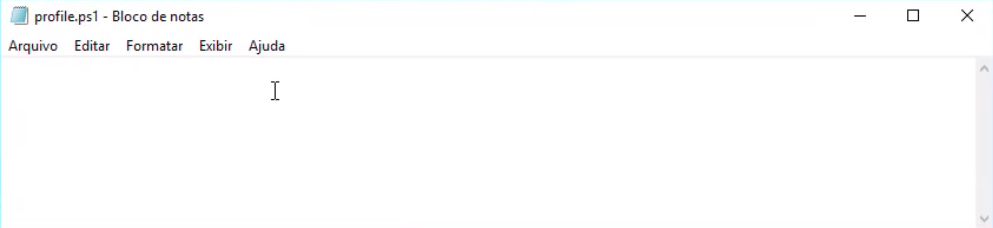 profile.ps1 - Bloco de notas
Arquivo Editar Formatar Exibir Ajuda